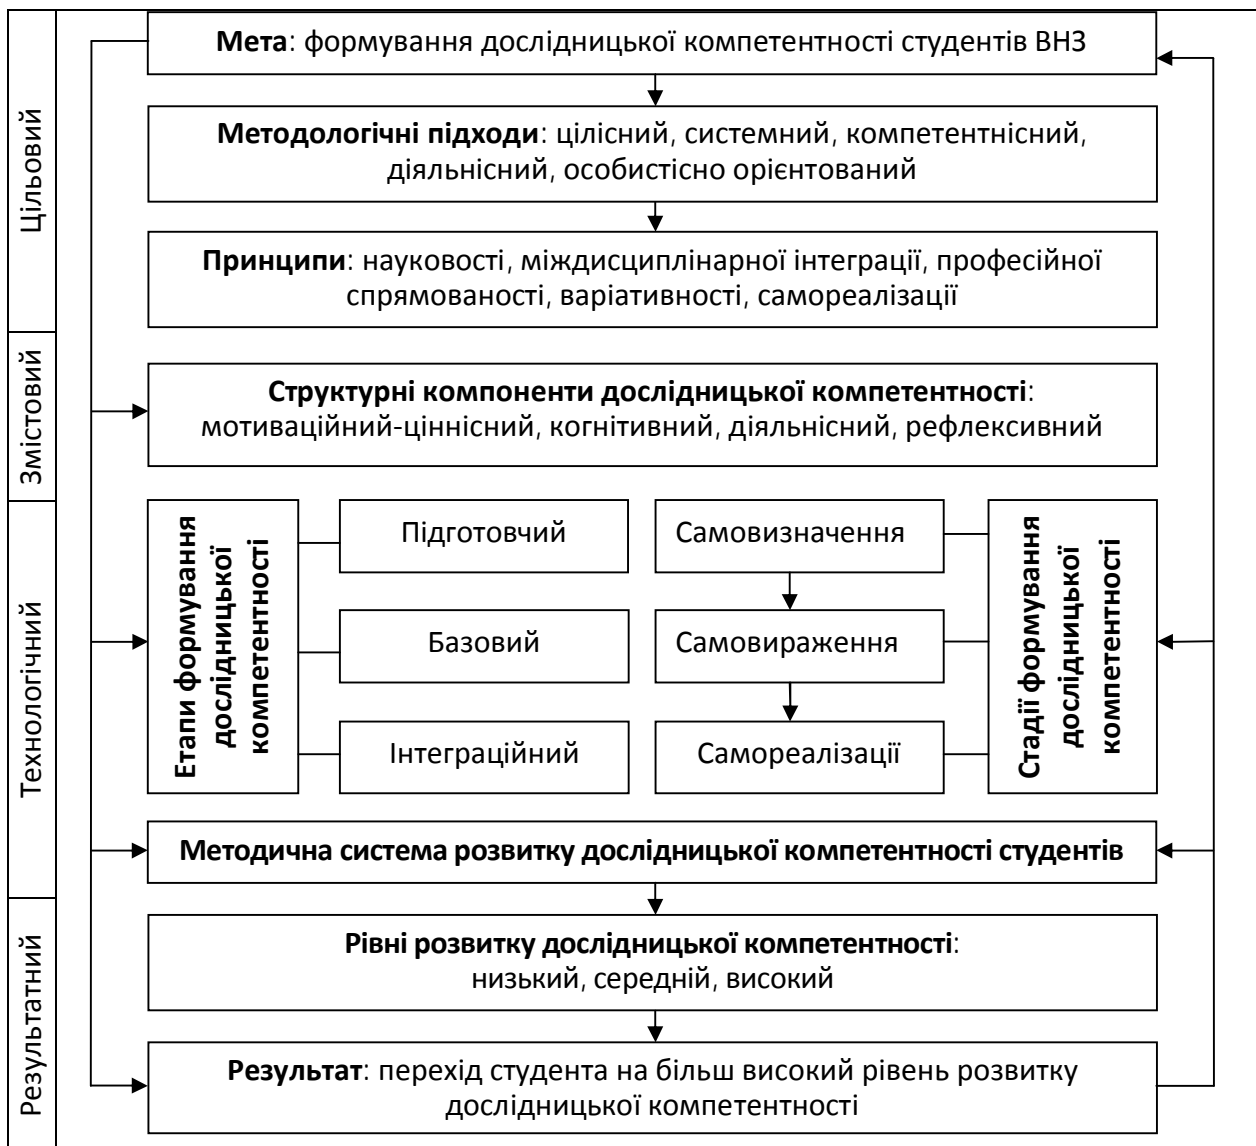 Цільовий
Мета: формування дослідницької компетентності студентів ВНЗ
Методологічні підходи: цілісний, системний, компетентнісний,
діяльнісний, особистісно орієнтований
Принципи: науковості, міждисциплінарної інтеграції, професійної
спрямованості, варіативності, самореалізації
Змістовий
Структурні компоненти дослідницької компетентності:
мотиваційний-ціннісний, когнітивний, діяльнісний, рефлексивний
Технологічний
Етапи формування
дослідницької
компетентності
Підготовчий
Базовий
Інтеграційний
Самовизначення
Самовираження
Самореалізації
Стадії формування
дослідницької
компетентності
Методична система розвитку дослідницької компетентності студентів
Результатний
Рівні розвитку дослідницької компетентності:
низький, середній, високий
Результат: перехід студента на більш високий рівень розвитку
дослідницької компетентності